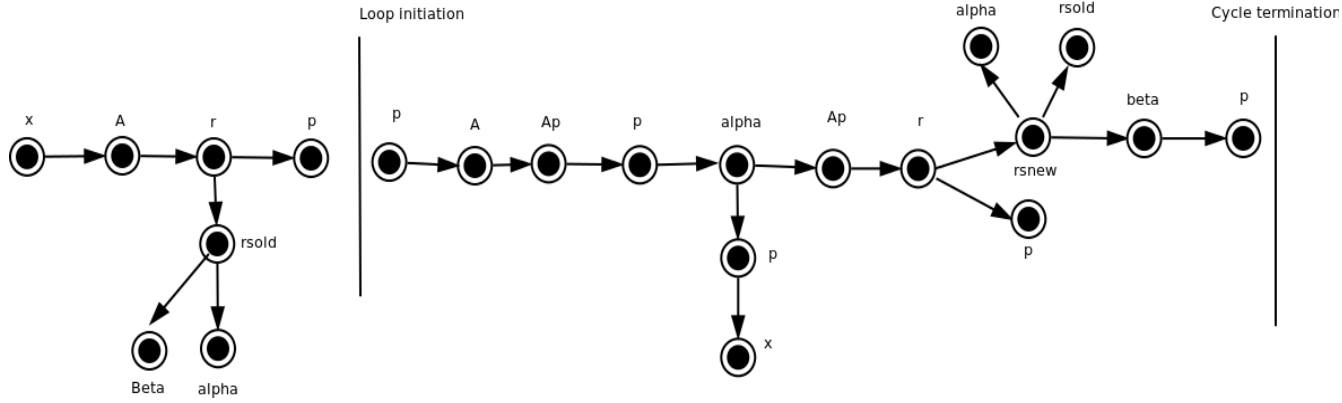 Loop initiation
alpha
rsold
Cycle termination
x
A
r
p
p
A
Ap
p
alpha
Ap
r
beta
p
rsnew
rsold
p
p
x
Beta
alpha